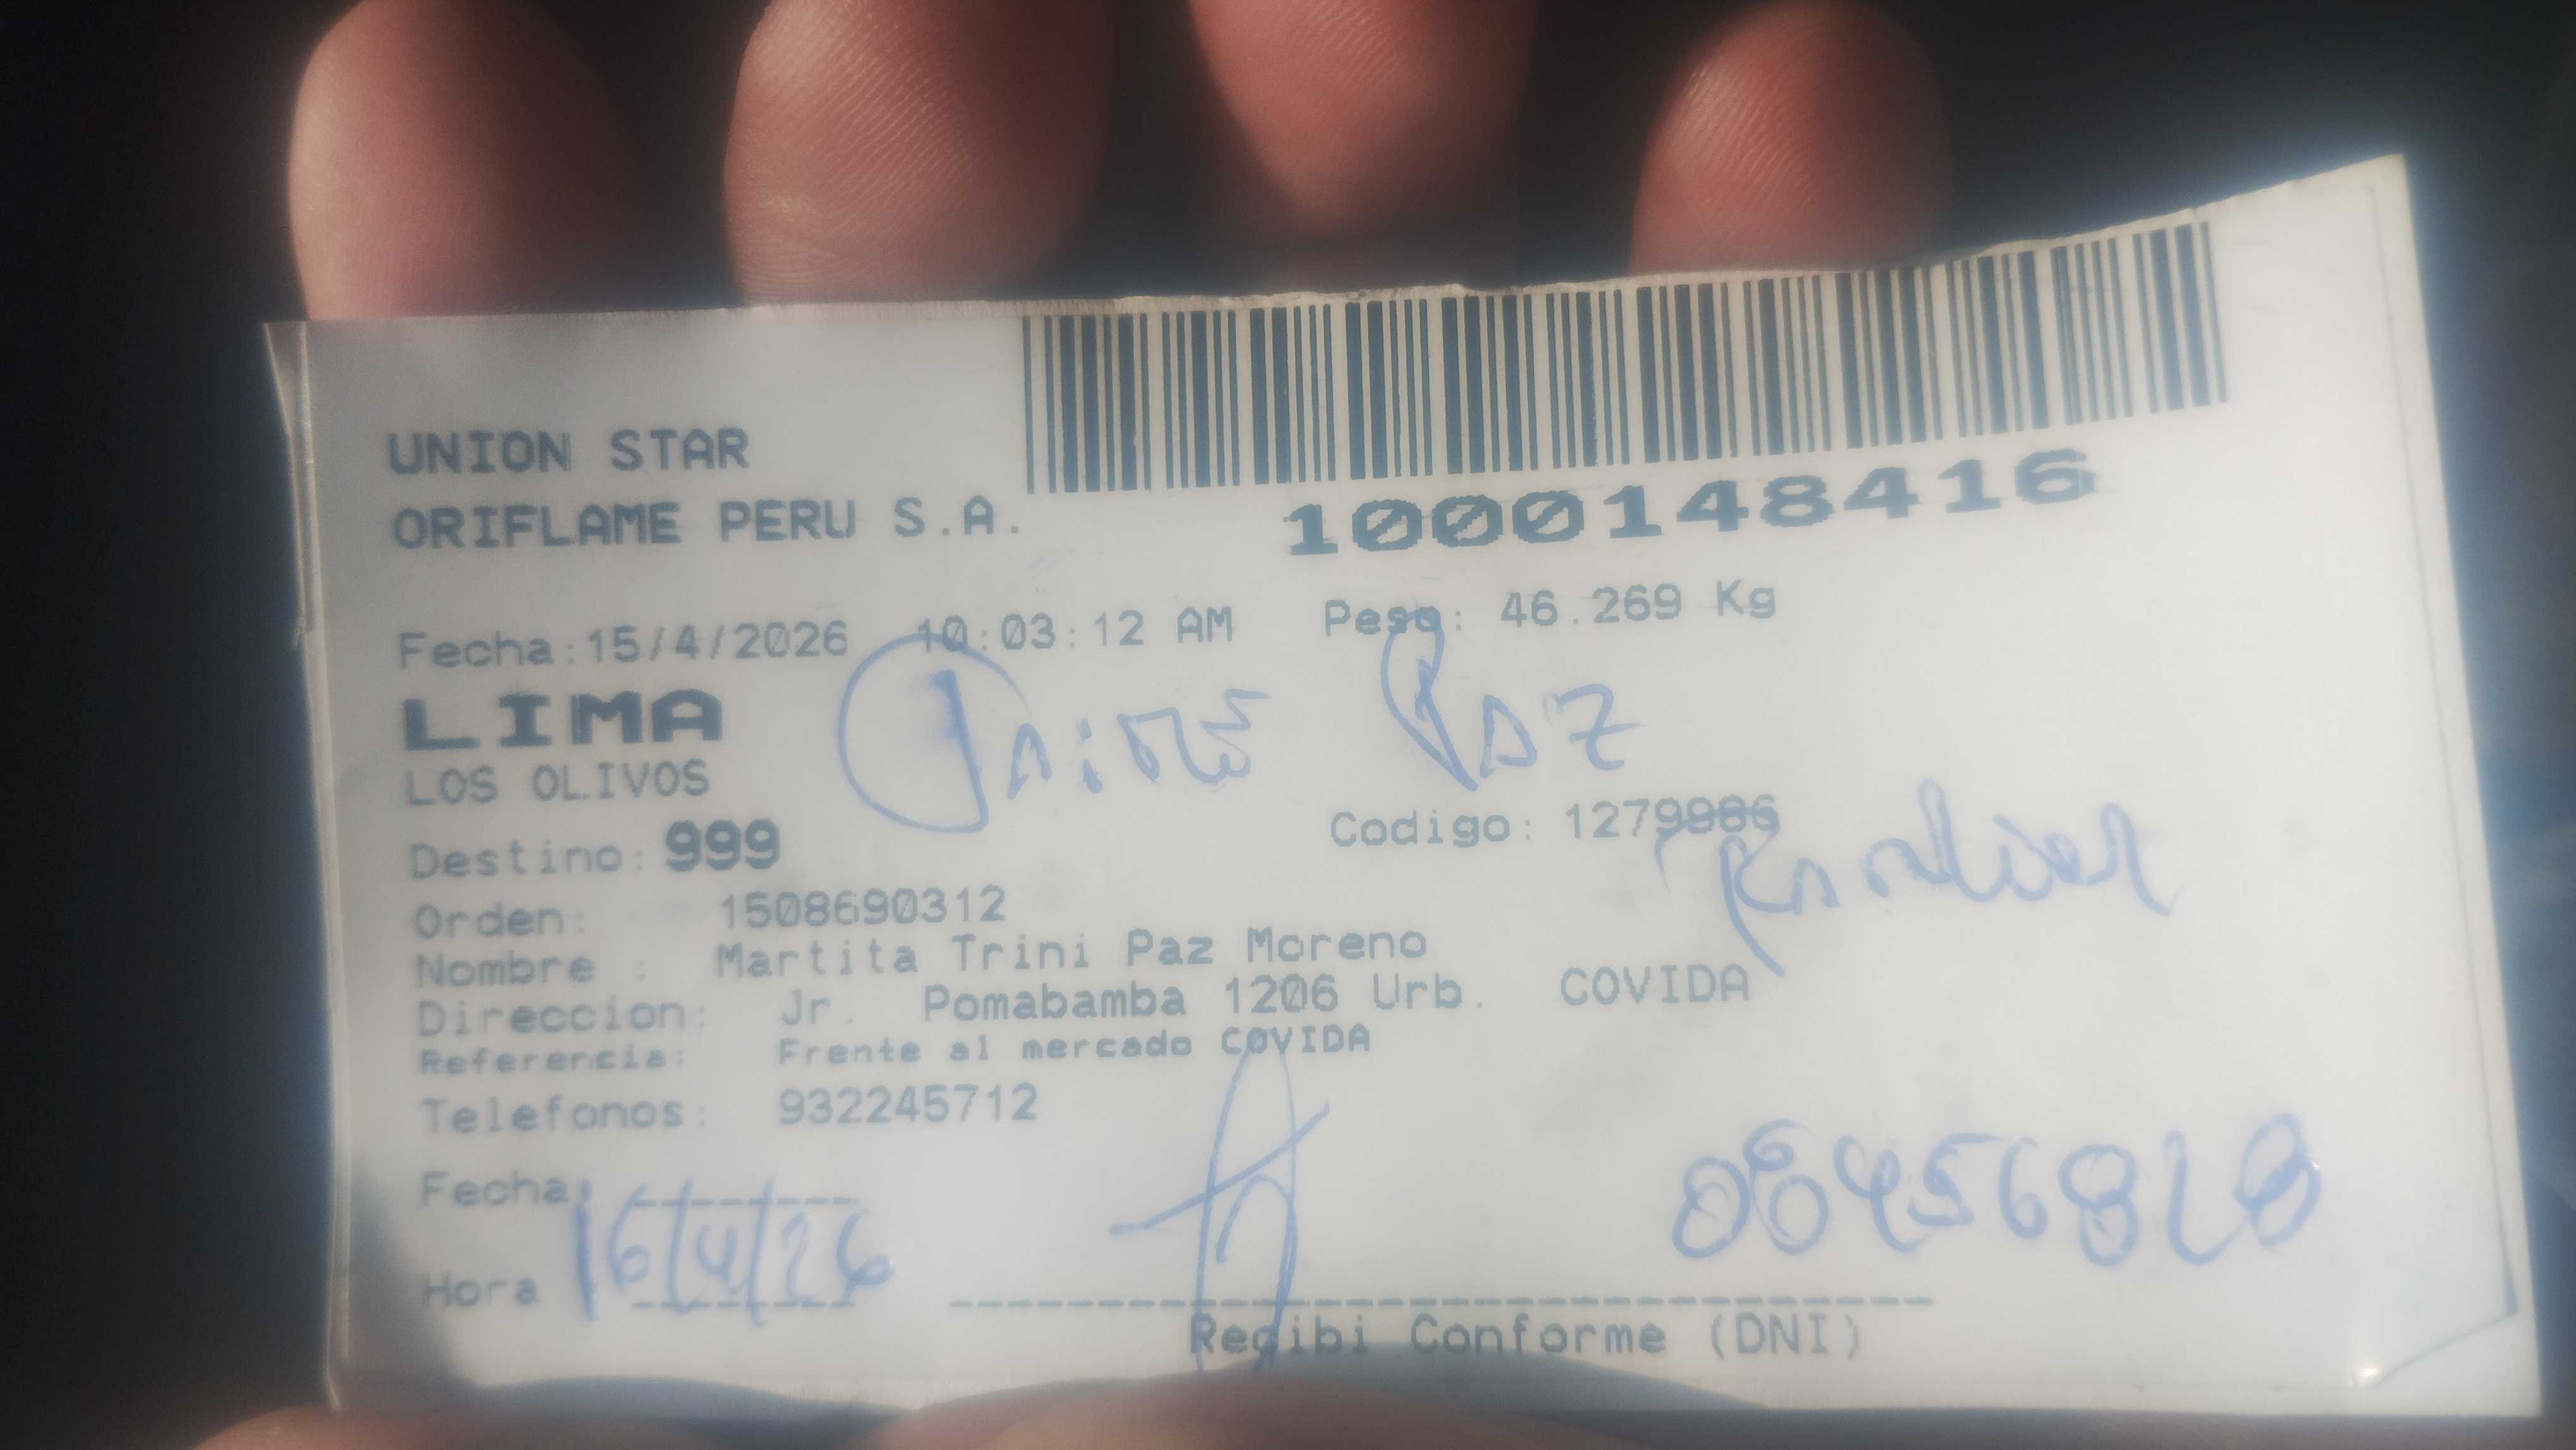 UNION STAR
ORIFLAME PERU S.A.
1000148416
Fecha:15/4/2026 10:03:12 AM Peso: 46.269 Kg
LIMA
Paz
LOS OLIVOS
Codigo: 1279986
Destino: 999
Orden: 1508690312
Nombre : Martita Trini Paz Moreno
Direccion: Jr. Pomabamba 1206 Urb. COVIDA
Referencia: Frente al mercado COVIDA
Telefonos: 932245712
Fecha:
16/4/26
Hora
Recibi Conforme (DNI)